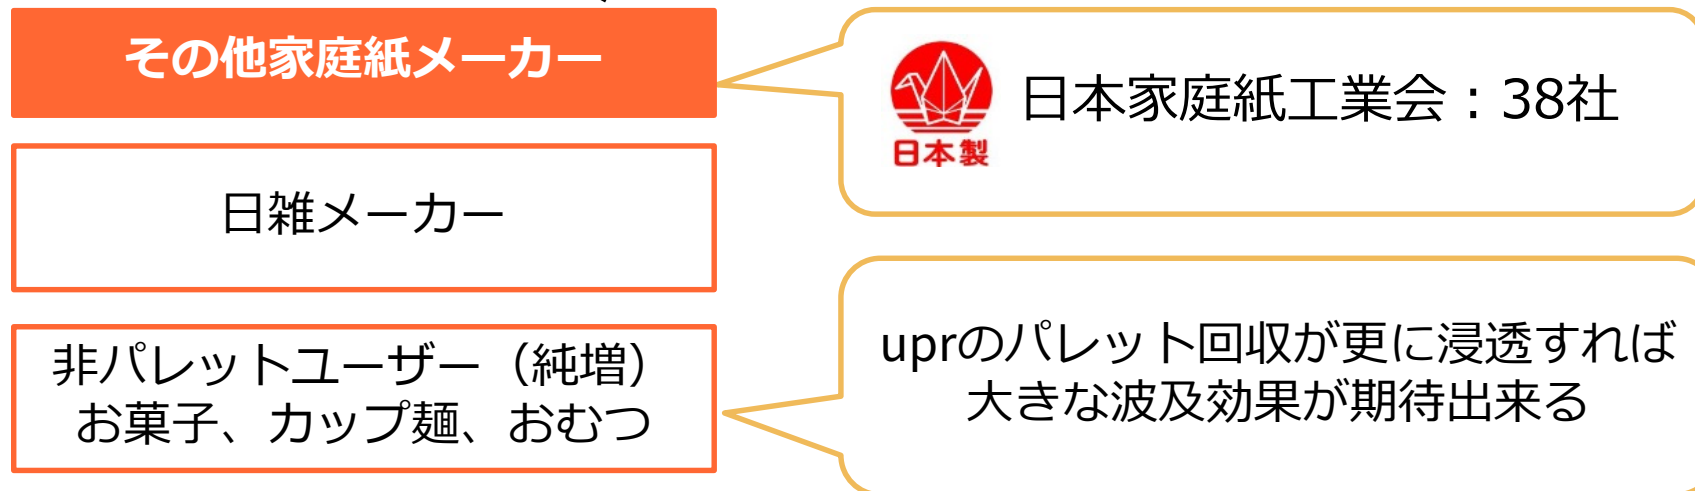 その他家庭紙メーカー
日本製
日本家庭紙工業会：38社
日雑メーカー
非パレットユーザー（純増）
お菓子、カップ麺、おむつ
uprのパレット回収が更に浸透すれば
大きな波及効果が期待出来る